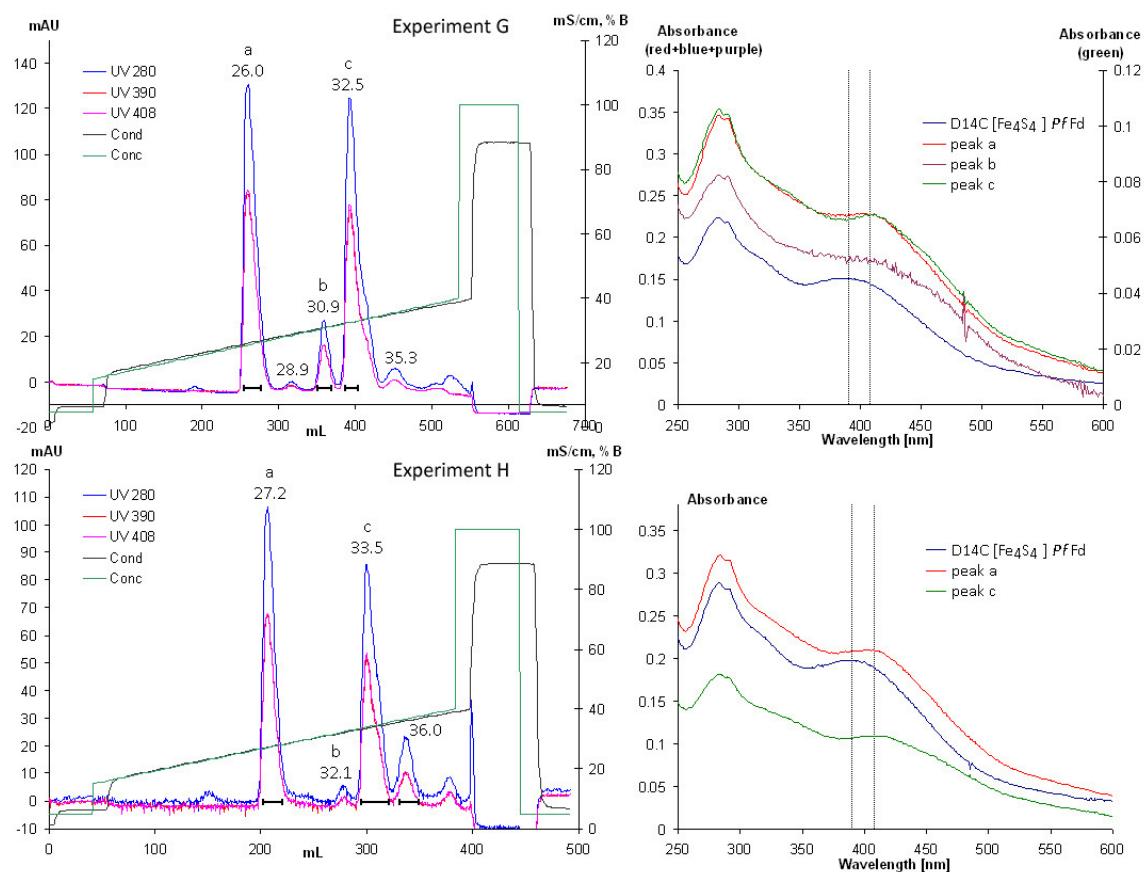 mAU
Experiment G
mS/cm, % B
UV 280
UV 390
UV 408
Cond
Conc
a
26.0
c
32.5
b
30.9
28.9
35.3
140
120
100
80
60
40
20
0
-20
120
100
80
60
40
20
0
0 100 200 300 400 500 600 700
mL
Absorbance
(red+blue+purple)
Absorbance
(green)
0.4
0.35
0.3
0.25
0.2
0.15
0.1
0.05
0
0.12
0.1
0.08
0.06
0.04
0.02
0
D14C [Fe4S4] Pf Fd
peak a
peak b
peak c
250 300 350 400 450 500 550 600
Wavelength [nm]
mAU
Experiment H
mS/cm, % B
UV 280
UV 390
UV 408
Cond
Conc
a
27.2
c
33.5
b
32.1
36.0
120
110
100
90
80
70
60
50
40
30
20
10
0
-10
120
100
80
60
40
20
0
0 100 200 300 400 500
mL
Absorbance
0.35
0.3
0.25
0.2
0.15
0.1
0.05
0
D14C [Fe4S4] Pf Fd
peak a
peak c
250 300 350 400 450 500 550 600
Wavelength [nm]